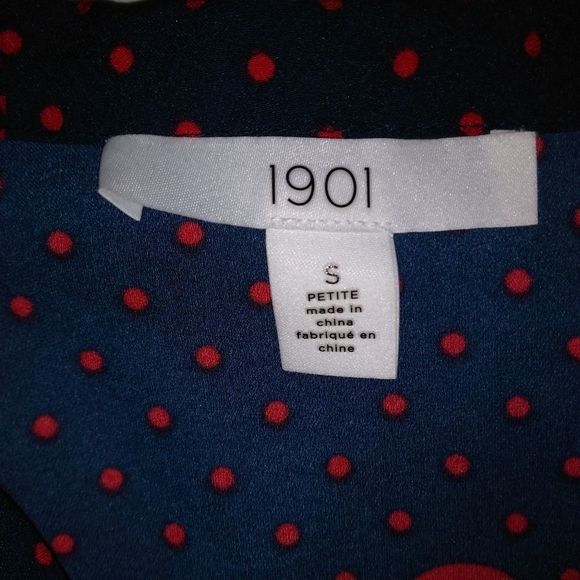 1901
S
PETITE
made in
china
fabriqué en
chine